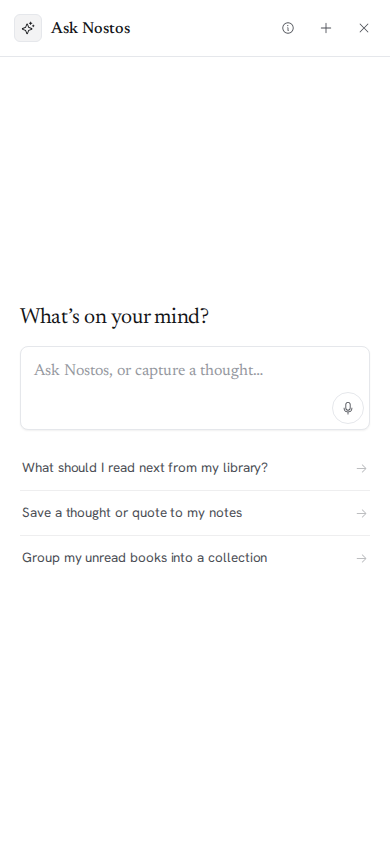 Ask Nostos
What’s on your mind?
Ask Nostos, or capture a thought…
What should I read next from my library?
Save a thought or quote to my notes
Group my unread books into a collection